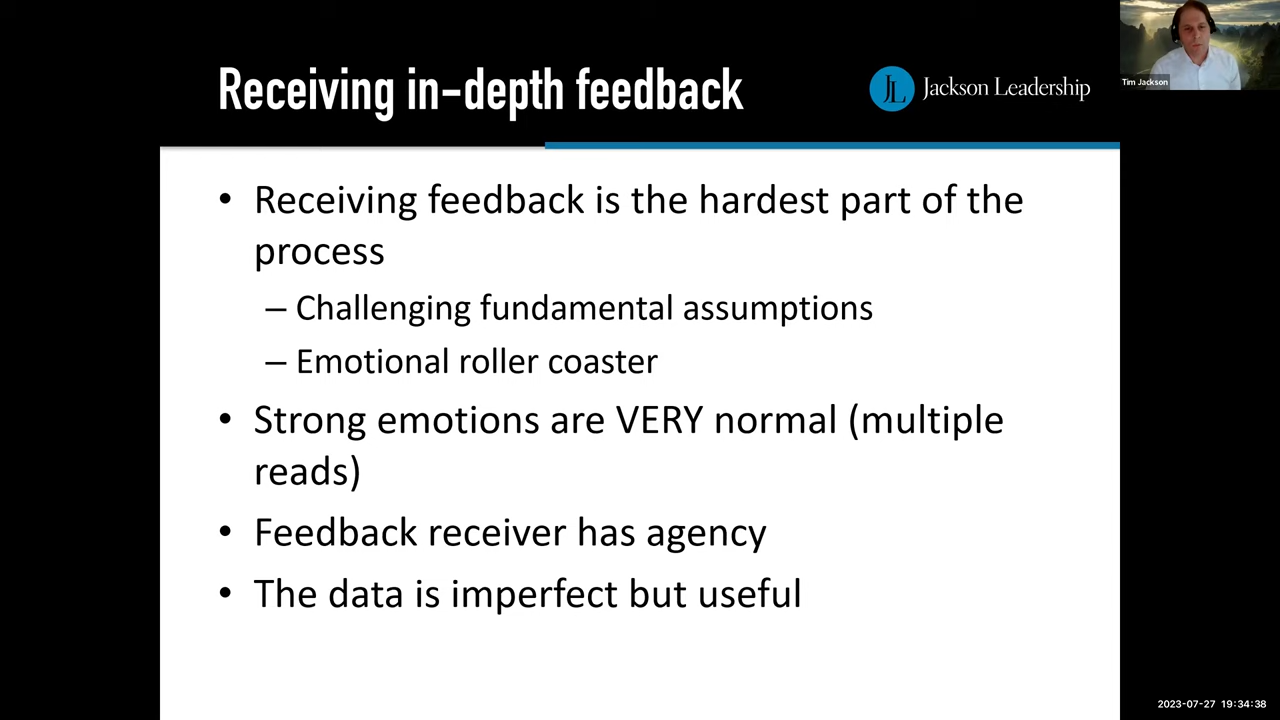 Receiving in-depth feedback
JL Jackson Leadership
Tim Jackson
• Receiving feedback is the hardest part of the
process
– Challenging fundamental assumptions
– Emotional roller coaster
• Strong emotions are VERY normal (multiple
reads)
• Feedback receiver has agency
• The data is imperfect but useful
2023-07-27 19:34:38